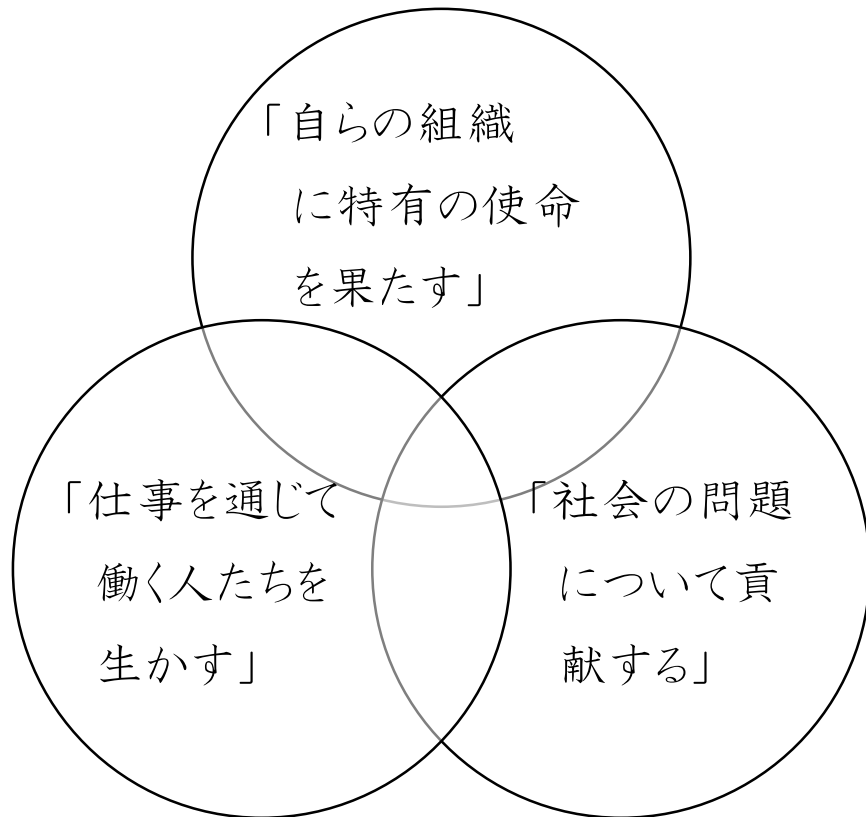 「自らの組織
に特有の使命
を果たす」
「仕事を通じて
働く人たちを
生かす」
「社会の問題
について貢
献する」